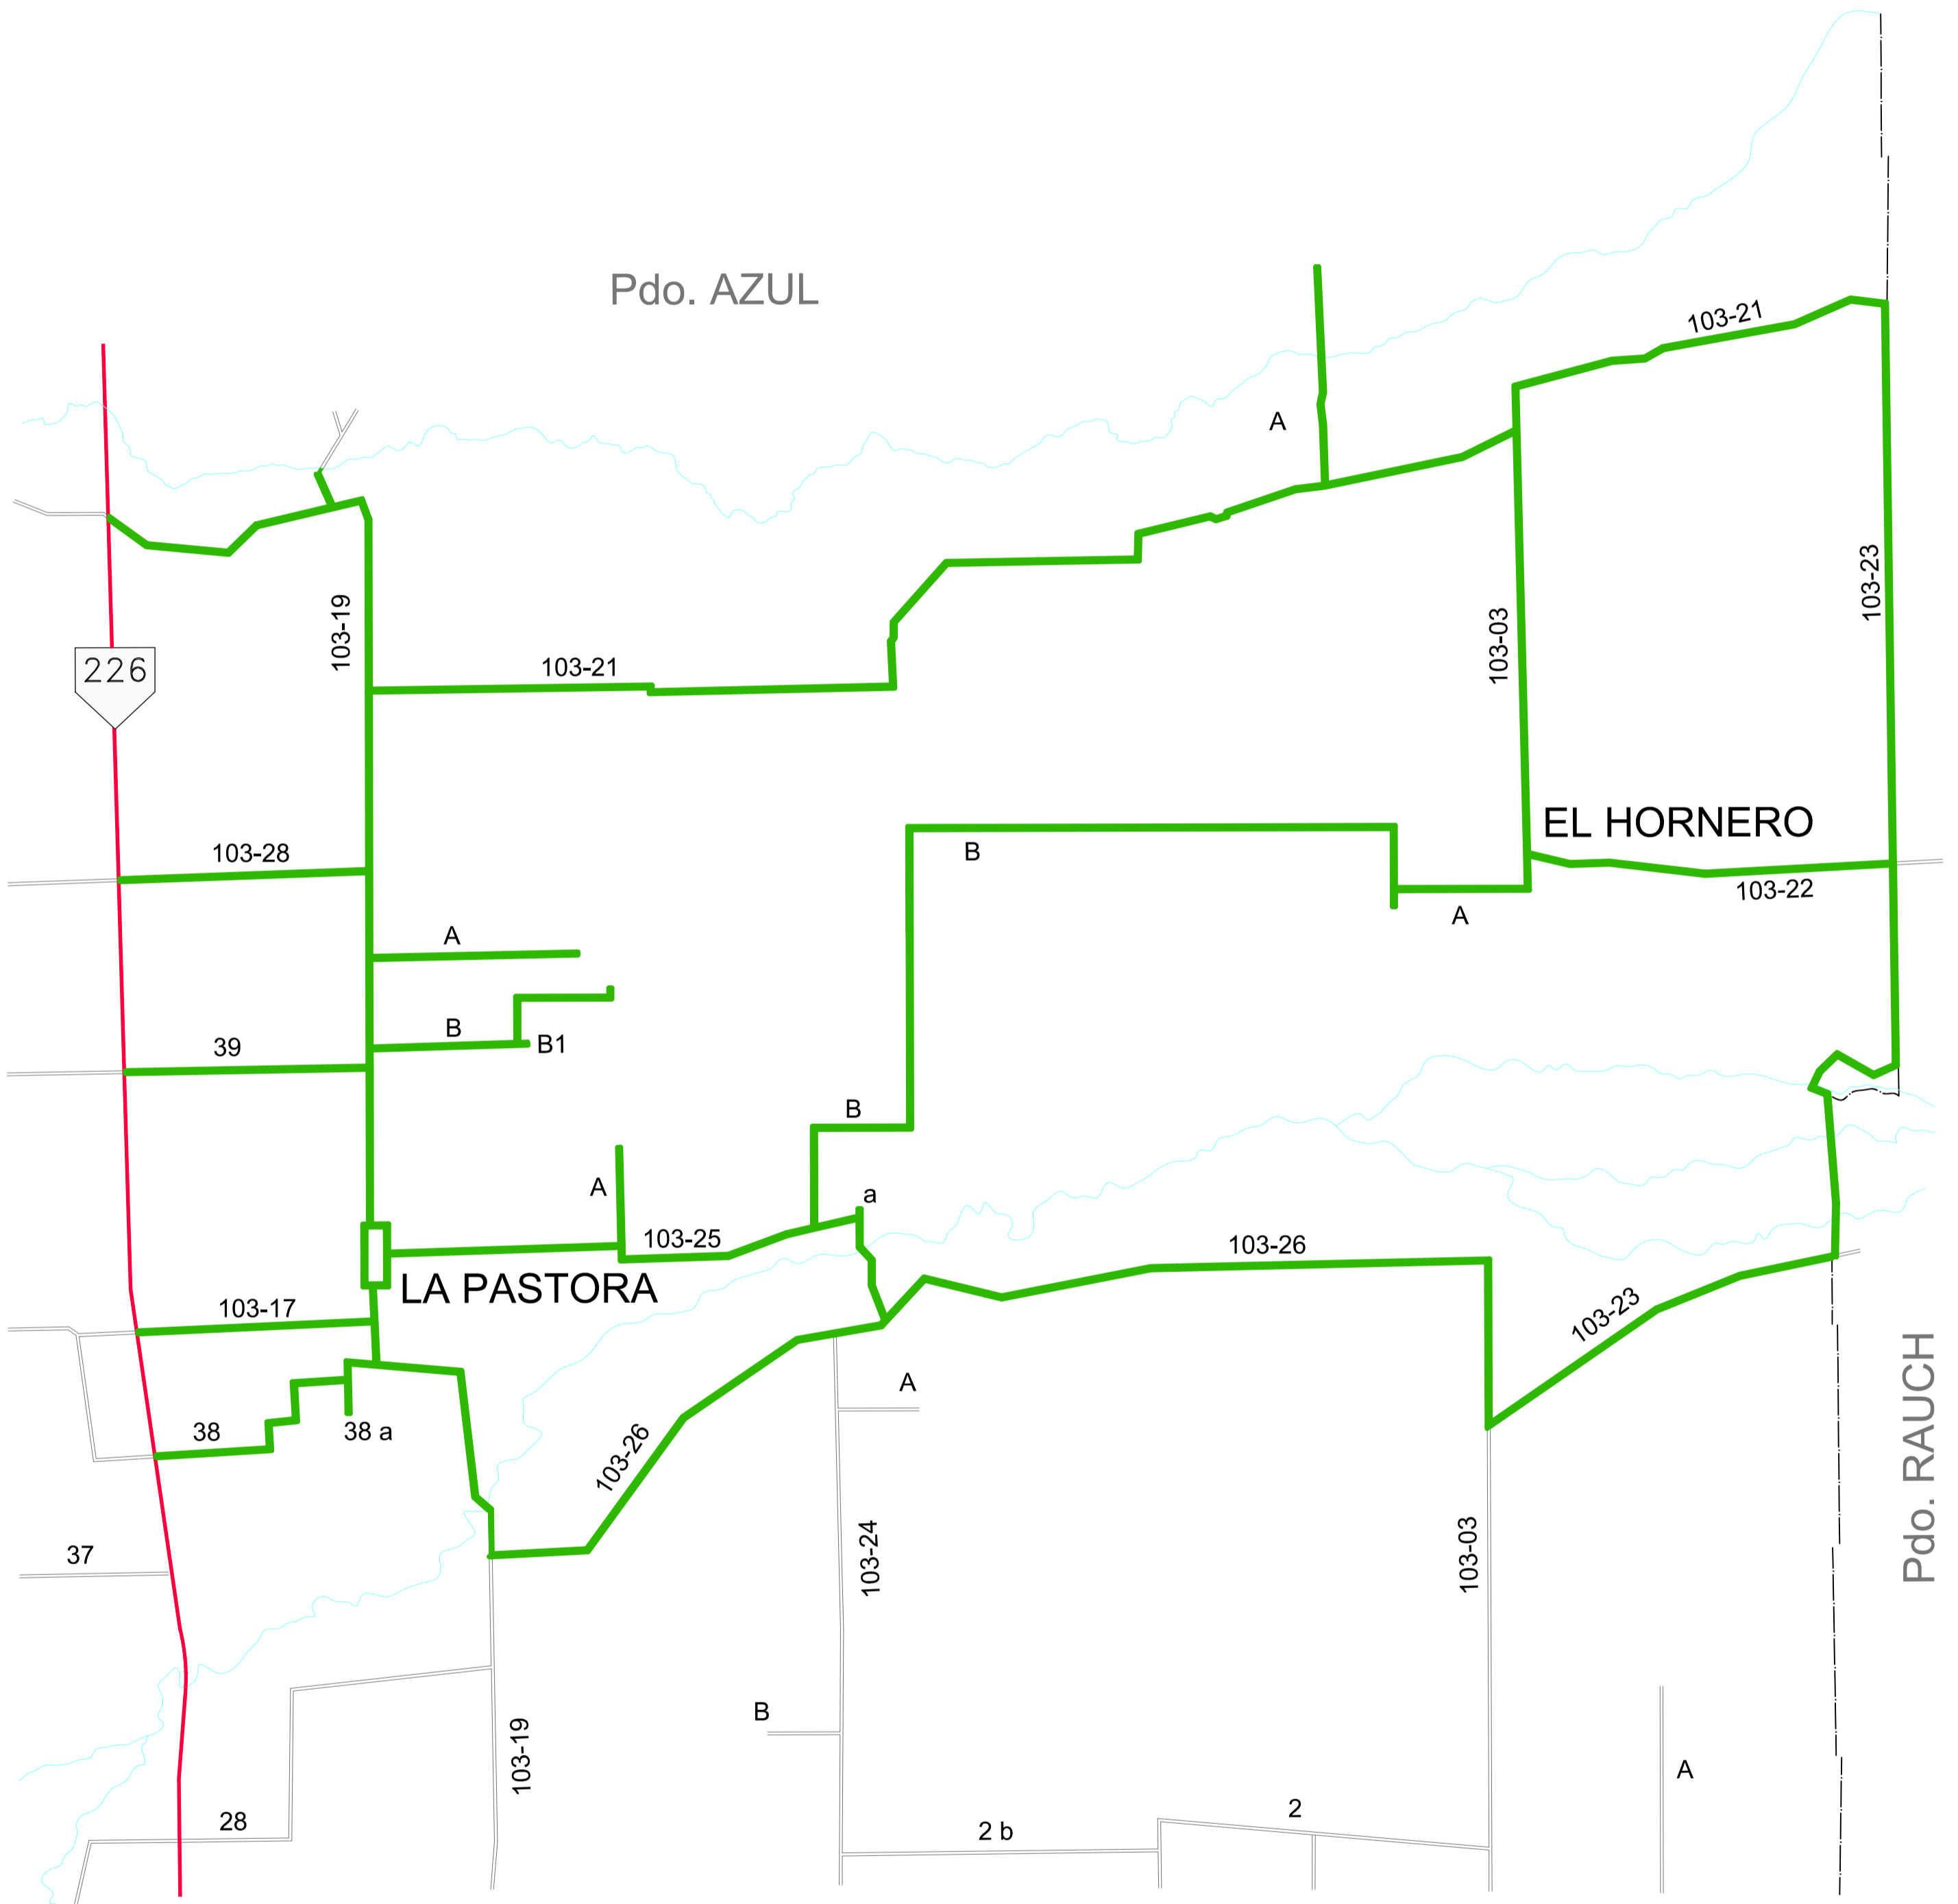 Pdo. AZUL
103-21
A
103-23
103-19
103-03
226
103-21
EL HORNERO
B
103-28
103-22
A
A
B
B1
39
B
A
a
103-25
103-26
LA PASTORA
103-17
103-23
A
38
38 a
103-26
Pdo. RAUCH
37
103-24
103-03
B
103-19
A
2
28
2 b